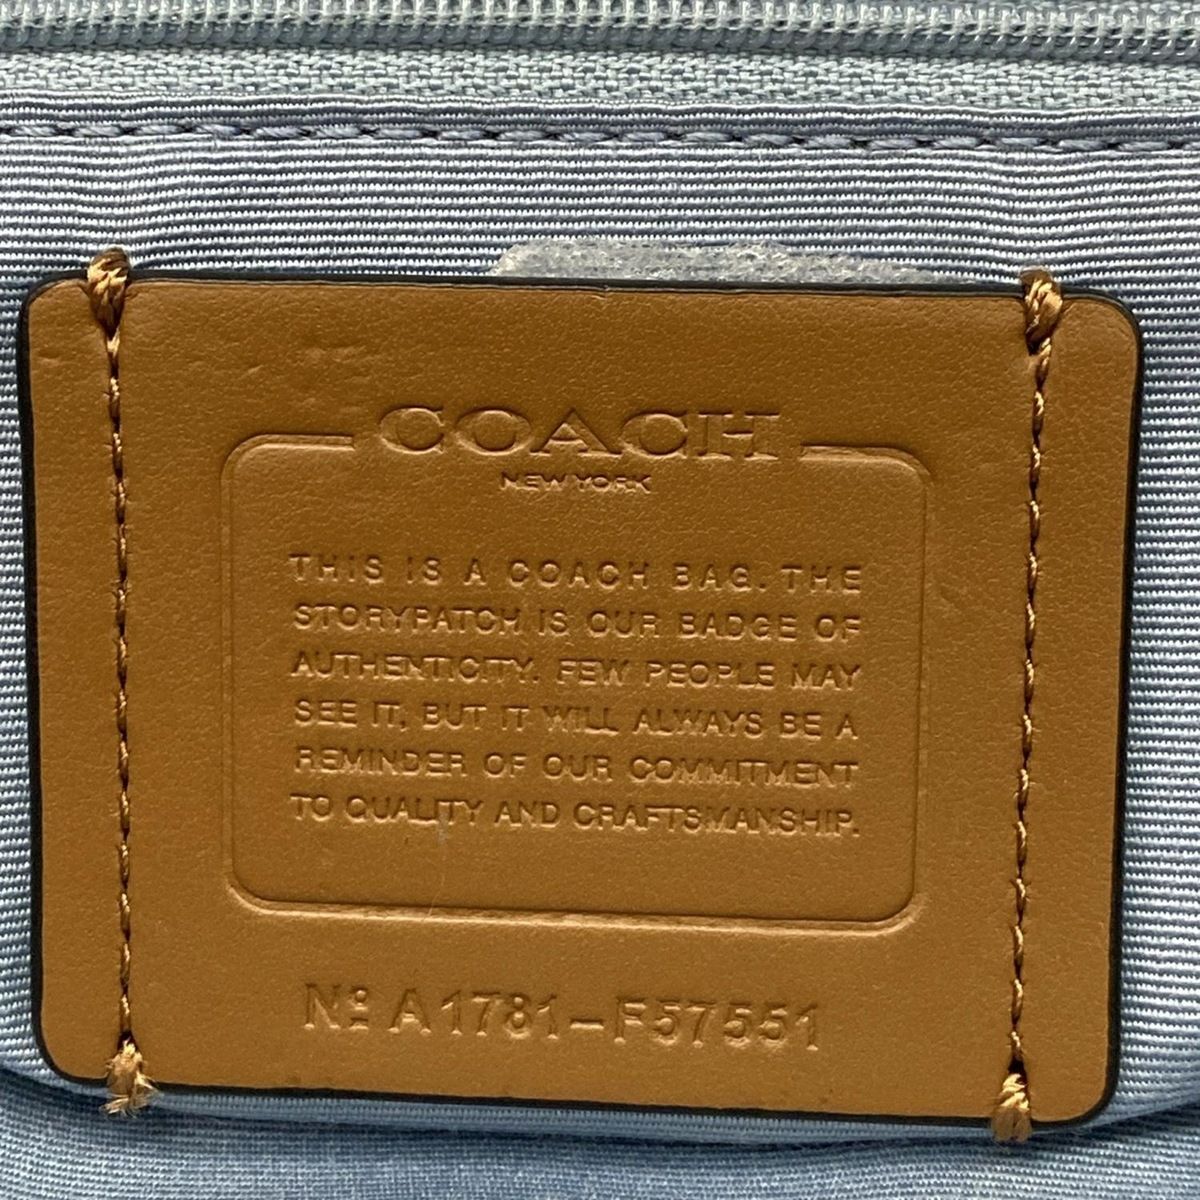 COACH
NEW YORK
THIS IS A COACH BAG. THE
STORYPATCH IS OUR BADGE OF
AUTHENTICITY. FEW PEOPLE MAY
SEE IT, BUT IT WILL ALWAYS BE A
REMINDER OF OUR COMMITMENT
TO QUALITY AND CRAFTSMANSHIP.
Nº A1781-F57551